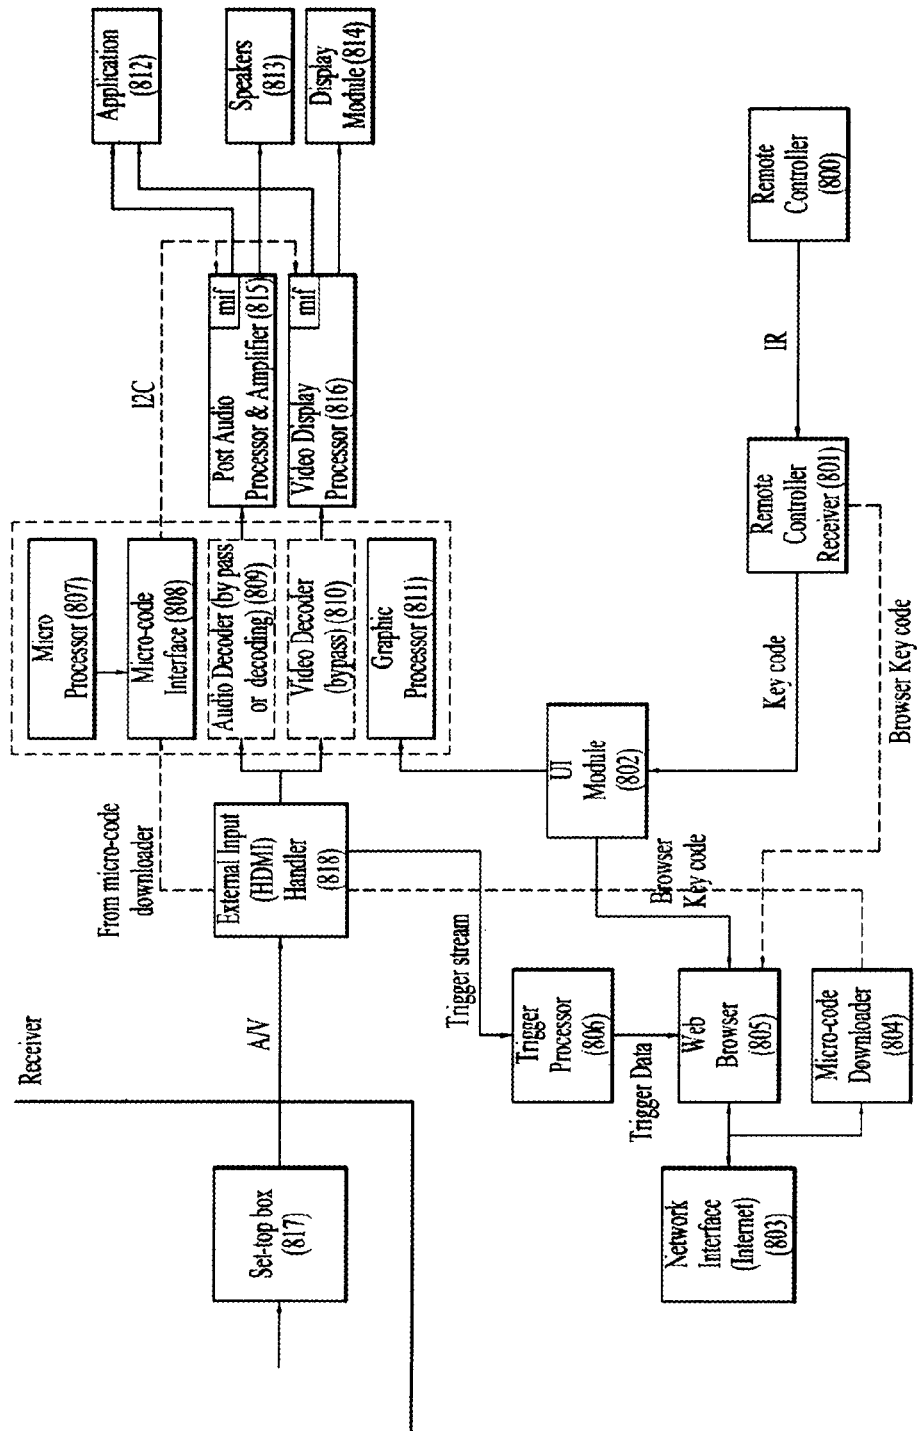 Receiver
Set-top box
(817)
A/V
External Input
(HDMI)
Handler
(818)
From micro-code
downloader
Micro
Processor (807)
Micro-code
Interface (808)
Audio Decoder (by pass
or decoding) (809)
Video Decoder
(bypass) (810)
Graphic
Processor (811)
I2C
Post Audio
Processor & Amplifier (815)
mif
Video Display
Processor (816)
mif
Application
(812)
Speakers
(813)
Display
Module (814)
Trigger stream
Trigger
Processor
(806)
Trigger Data
Network
Interface
(Internet)
(803)
Web
Browser
(805)
Micro-code
Downloader
(804)
UI
Module
(802)
Browser
Key code
Key code
Browser Key code
Remote
Controller
Receiver (801)
IR
Remote
Controller
(800)